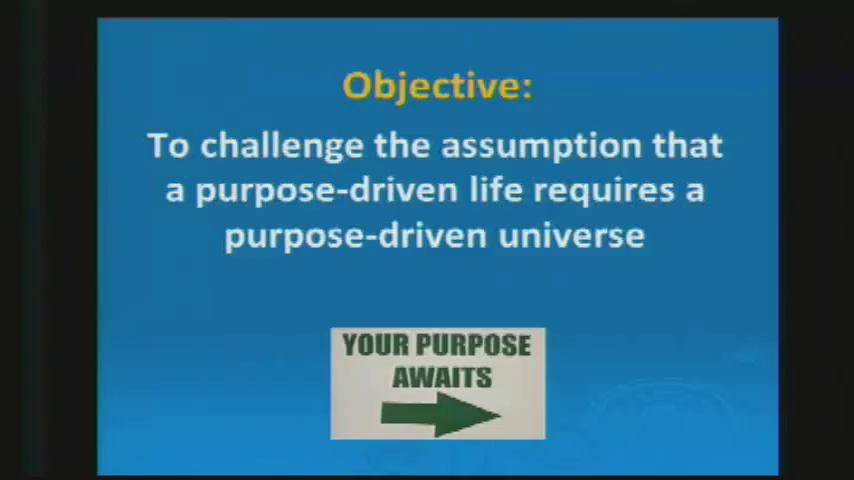 Objective:
To challenge the assumption that
a purpose-driven life requires a
purpose-driven universe
YOUR PURPOSE
AWAITS